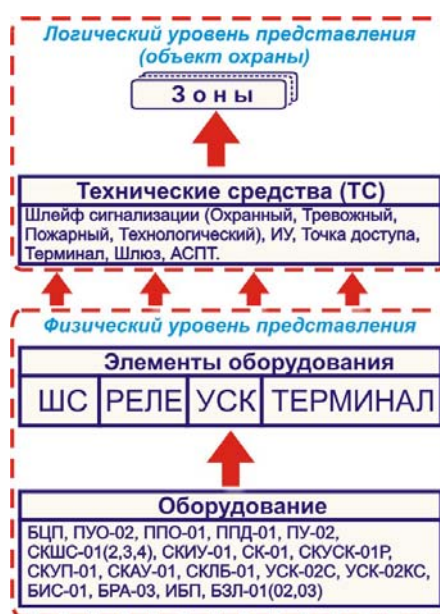 Логический уровень представления
(объект охраны)
Зоны
Технические средства (ТС)
Шлейф сигнализации (Охранный, Тревожный,
Пожарный, Технологический), ИУ, Точка доступа,
Терминал, Шлюз, АСПТ.
Физический уровень представления
Элементы оборудования
ШС РЕЛЕ УСК ТЕРМИНАЛ
Оборудование
БЦП, ПУО-02, ППО-01, ППД-01, ПУ-02,
СКШС-01(2,3,4), СКИУ-01, СК-01, СКУСК-01Р,
СКУП-01, СКАУ-01, СКЛБ-01, УСК-02С, УСК-02КС,
БИС-01, БРА-03, ИБП, БЗЛ-01(02,03)